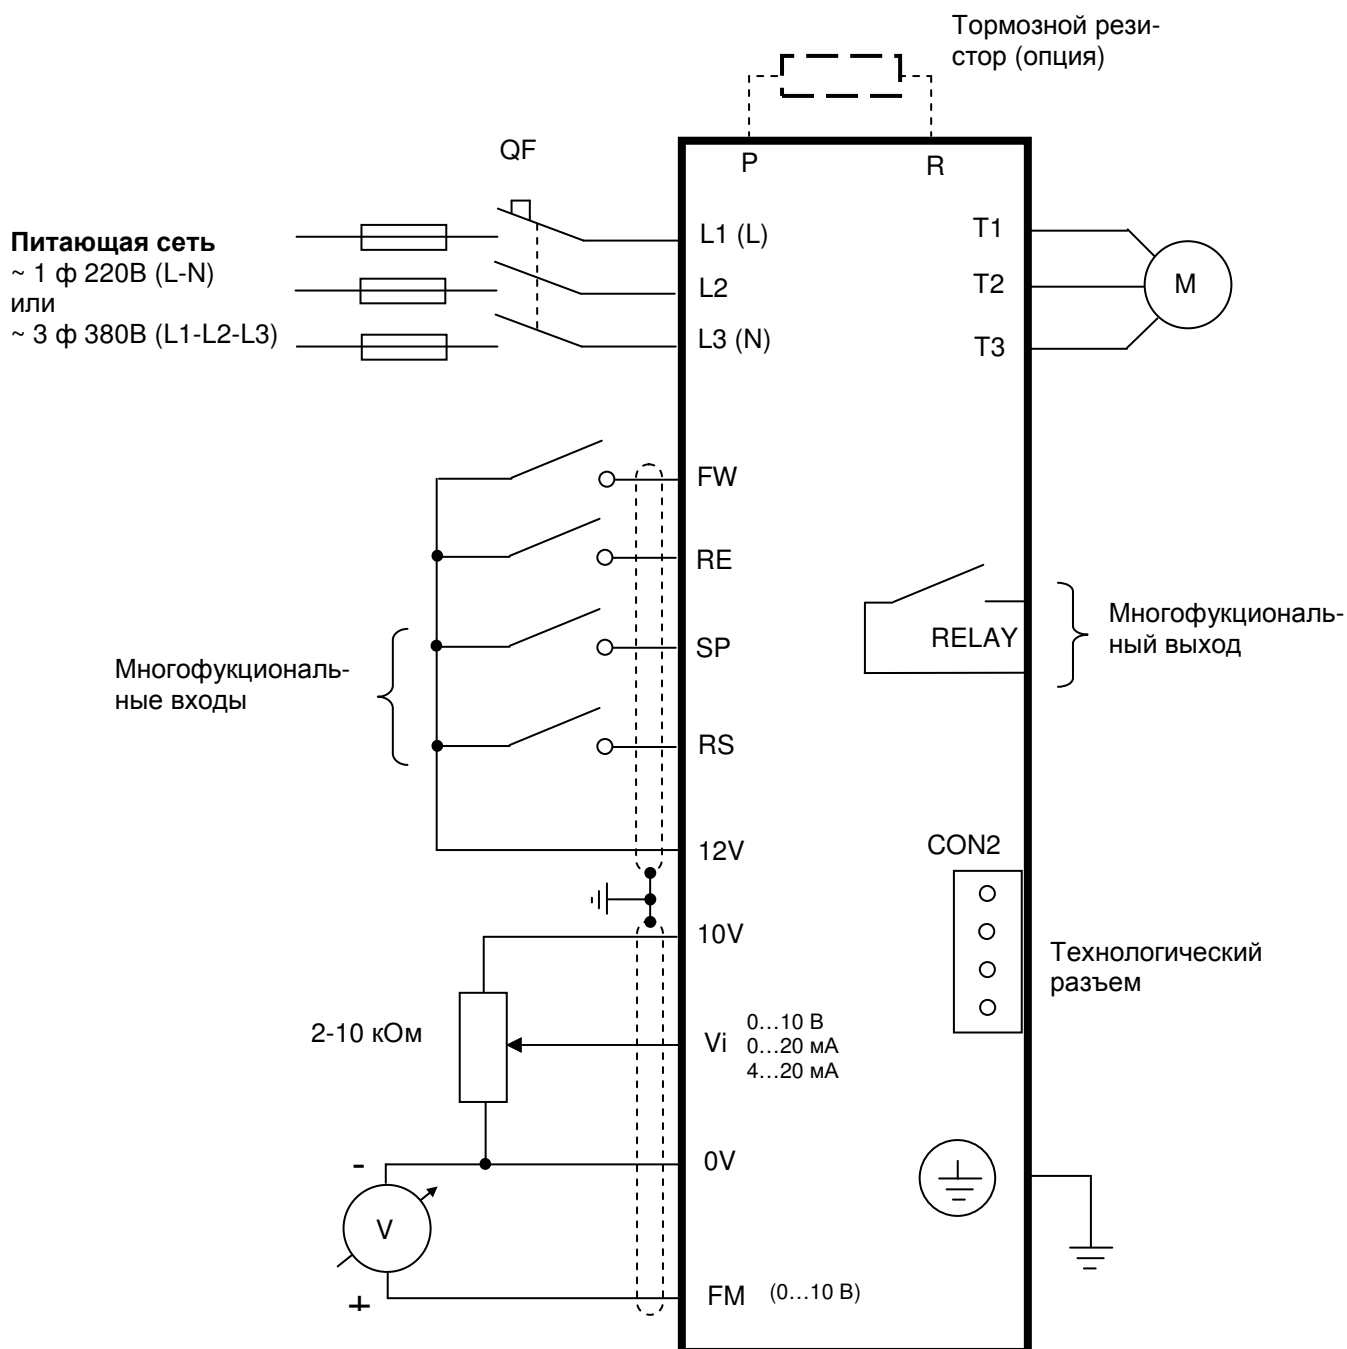 Тормозной рези-
стор (опция)
P
R
QF
Питающая сеть
~ 1 ф 220В (L-N)
или
~ 3 ф 380В (L1-L2-L3)
L1 (L)
L2
L3 (N)
T1
T2
T3
M
FW
RE
SP
RS
12V
Многофукциональ-
ные входы
RELAY
Многофукциональ-
ный выход
CON2
Технологический
разъем
10V
2-10 кОм
Vi
0...10 В
0...20 мА
4...20 мА
0V
-
V
+
FM (0...10 В)